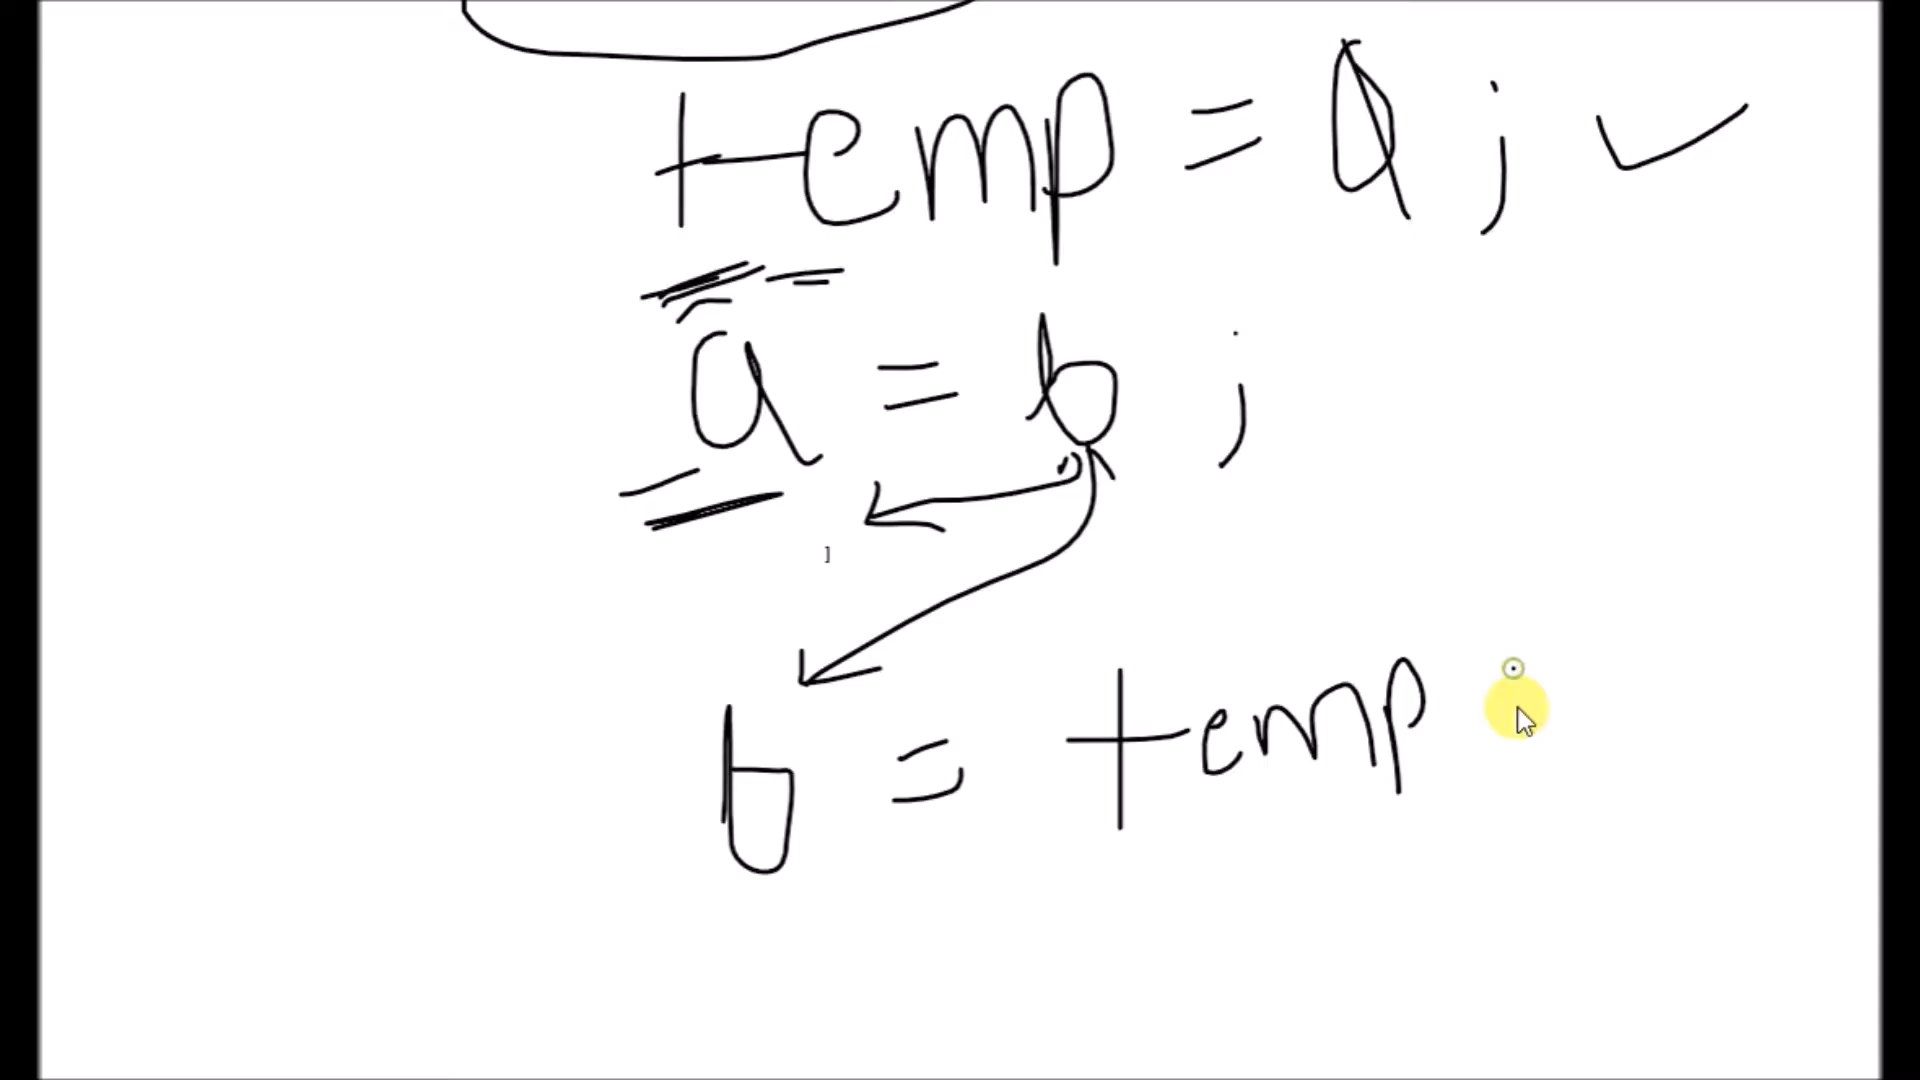 temp = a ;
a = b ;
b = temp